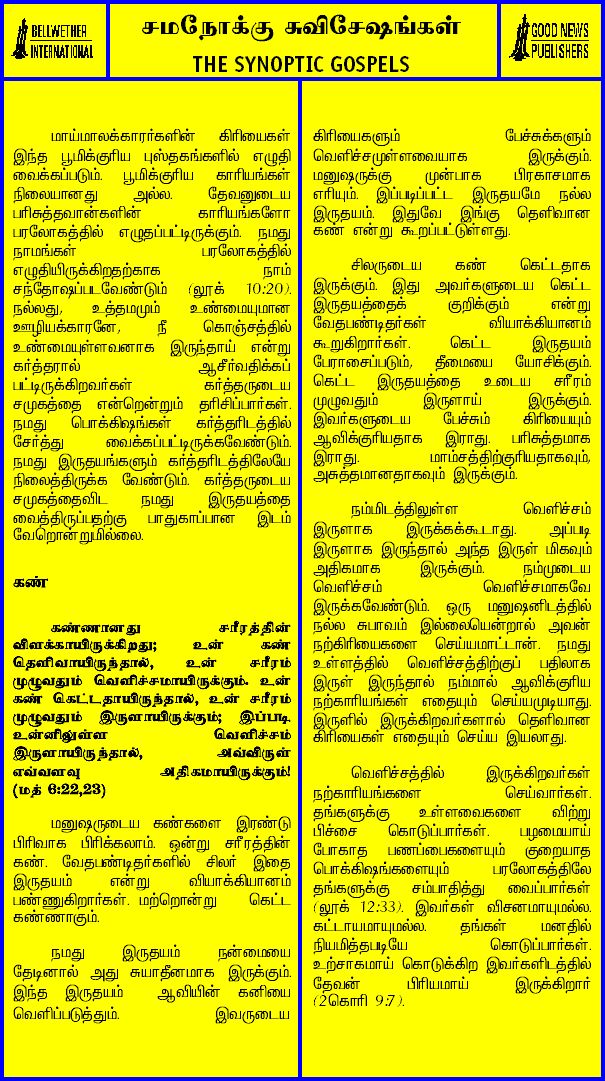 BELLWETHER
INTERNATIONAL
சமநோக்கு சுவிசேஷங்கள்
THE SYNOPTIC GOSPELS
GOOD NEWS
PUBLISHERS
மாய்மாலக்காரர்களின் கிரியைகள்
இந்த பூமிக்குரிய புஸ்தகங்களில் எழுதி
வைக்கப்படும். பூமிக்குரிய காரியங்கள்
நிலையானது அல்ல. தேவனுடைய
பரிசுத்தவான்களின் காரியங்களோ
பரலோகத்தில் எழுதப்பட்டிருக்கும். நமது
நாமங்கள் பரலோகத்தில்
எழுதியிருக்கிறதற்காக நாம்
சந்தோஷப்படவேண்டும் (லூக் 10:20).
நல்லது, உத்தமமும் உண்மையுமான
ஊழியக்காரனே, நீ கொஞ்சத்தில்
உண்மையுள்ளவனாக இருந்தாய் என்று
கர்த்தரால் ஆசீர்வதிக்கப்
பட்டிருக்கிறவர்கள் கர்த்தருடைய
சமுகத்தை என்றென்றும் தரிசிப்பார்கள்.
நமது பொக்கிஷங்கள் கர்த்தரிடத்தில்
சேர்த்து வைக்கப்பட்டிருக்கவேண்டும்.
நமது இருதயங்களும் கர்த்தரிடத்திலேயே
நிலைத்திருக்க வேண்டும். கர்த்தருடைய
சமுகத்தைவிட நமது இருதயத்தை
வைத்திருப்பதற்கு பாதுகாப்பான இடம்
வேறொன்றுமில்லை.
கண்
கண்ணானது சரீரத்தின்
விளக்காயிருக்கிறது; உன் கண்
தெளிவாயிருந்தால், உன் சரீரம்
முழுவதும் வெளிச்சமாயிருக்கும். உன்
கண் கெட்டதாயிருந்தால், உன் சரீரம்
முழுவதும் இருளாயிருக்கும்; இப்படி
உன்னிலுள்ள வெளிச்சம்
இருளாயிருந்தால், அவ்விருள்
எவ்வளவு அதிகமாயிருக்கும்!
(மத் 6:22,23)
மனுஷருடைய கண்களை இரண்டு
பிரிவாக பிரிக்கலாம். ஒன்று சரீரத்தின்
கண். வேதபண்டிதர்களில் சிலர் இதை
இருதயம் என்று வியாக்கியானம்
பண்ணுகிறார்கள். மற்றொன்று கெட்ட
கண்ணாகும்.
நமது இருதயம் நன்மையை
தேடினால் அது சுயாதீனமாக இருக்கும்.
இந்த இருதயம் ஆவியின் கனியை
வெளிப்படுத்தும். இவருடைய
கிரியைகளும் பேச்சுக்களும்
வெளிச்சமுள்ளவையாக இருக்கும்.
மனுஷருக்கு முன்பாக பிரகாசமாக
எரியும். இப்படிப்பட்ட இருதயமே நல்ல
இருதயம். இதுவே இங்கு தெளிவான
கண் என்று கூறப்பட்டுள்ளது.
சிலருடைய கண் கெட்டதாக
இருக்கும். இது அவர்களுடைய கெட்ட
இருதயத்தைக் குறிக்கும் என்று
வேதபண்டிதர்கள் வியாக்கியானம்
கூறுகிறார்கள். கெட்ட இருதயம்
பேராசைப்படும், தீமையை யோசிக்கும்.
கெட்ட இருதயத்தை உடைய சரீரம்
முழுவதும் இருளாய் இருக்கும்.
இவர்களுடைய பேச்சும் கிரியையும்
ஆவிக்குரியதாக இராது. பரிசுத்தமாக
இராது. மாம்சத்திற்குரியதாகவும்,
அசுத்தமானதாகவும் இருக்கும்.
நம்மிடத்திலுள்ள வெளிச்சம்
இருளாக இருக்கக்கூடாது. அப்படி
இருளாக இருந்தால் அந்த இருள் மிகவும்
அதிகமாக இருக்கும். நம்முடைய
வெளிச்சம் வெளிச்சமாகவே
இருக்கவேண்டும். ஒரு மனுஷனிடத்தில்
நல்ல சுபாவம் இல்லையென்றால் அவன்
நற்கிரியைகளை செய்யமாட்டான். நமது
உள்ளத்தில் வெளிச்சத்திற்குப் பதிலாக
இருள் இருந்தால் நம்மால் ஆவிக்குரிய
நற்காரியங்கள் எதையும் செய்யமுடியாது.
இருளில் இருக்கிறவர்களால் தெளிவான
கிரியைகள் எதையும் செய்ய இயலாது.
வெளிச்சத்தில் இருக்கிறவர்கள்
நற்காரியங்களை செய்வார்கள்.
தங்களுக்கு உள்ளவைகளை விற்று
பிச்சை கொடுப்பார்கள். பழமையாய்
போகாத பணப்பைகளையும் குறையாத
பொக்கிஷங்களையும் பரலோகத்திலே
தங்களுக்கு சம்பாதித்து வைப்பார்கள்
(லூக் 12:33). இவர்கள் விசனமாயுமல்ல.
கட்டாயமாயுமல்ல. தங்கள் மனதில்
நியமித்தபடியே கொடுப்பார்கள்.
உற்சாகமாய் கொடுக்கிற இவர்களிடத்தில்
தேவன் பிரியமாய் இருக்கிறார்
(2கொரி 9:7).